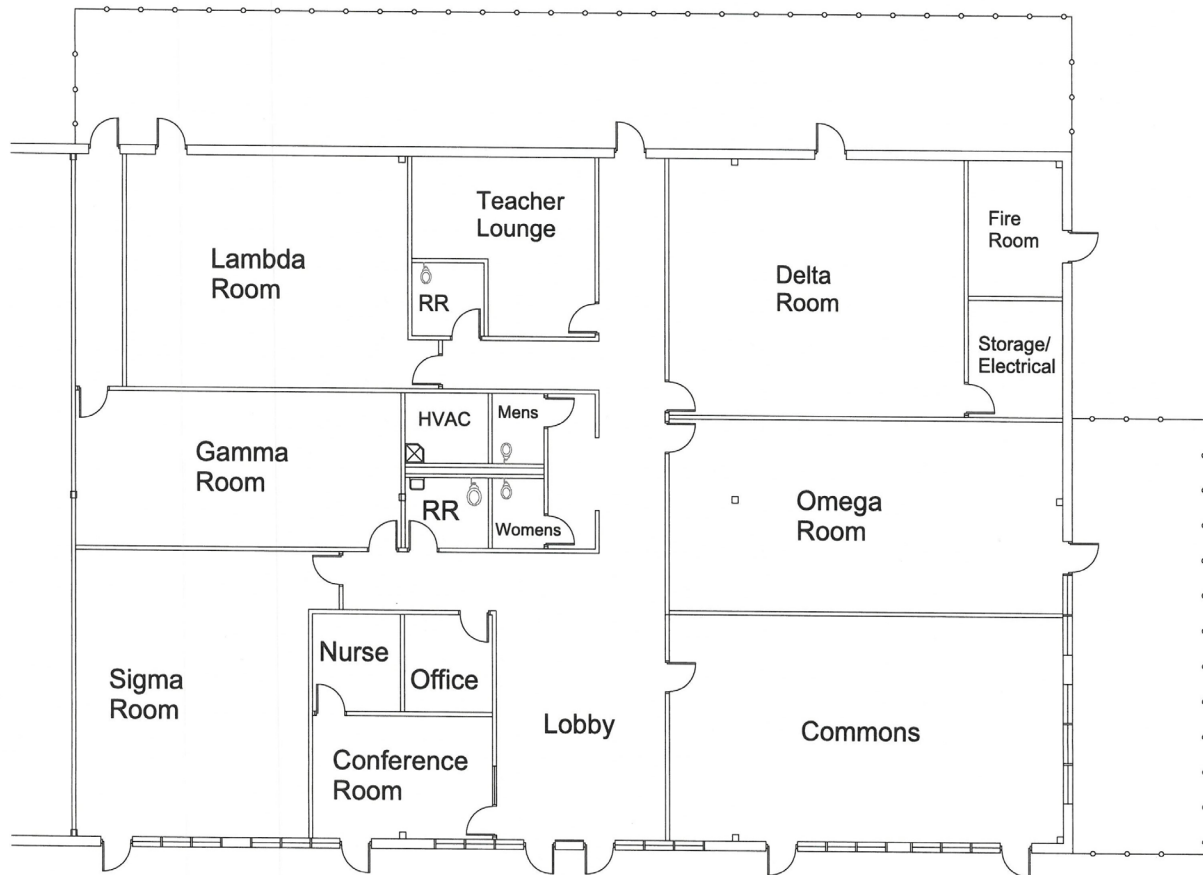 Teacher
Lounge
Lambda
Room
RR
Delta
Room
Fire
Room
Storage/
Electrical
HVAC
Mens
Gamma
Room
RR
Womens
Omega
Room
Nurse
Office
Sigma
Room
Lobby
Commons
Conference
Room